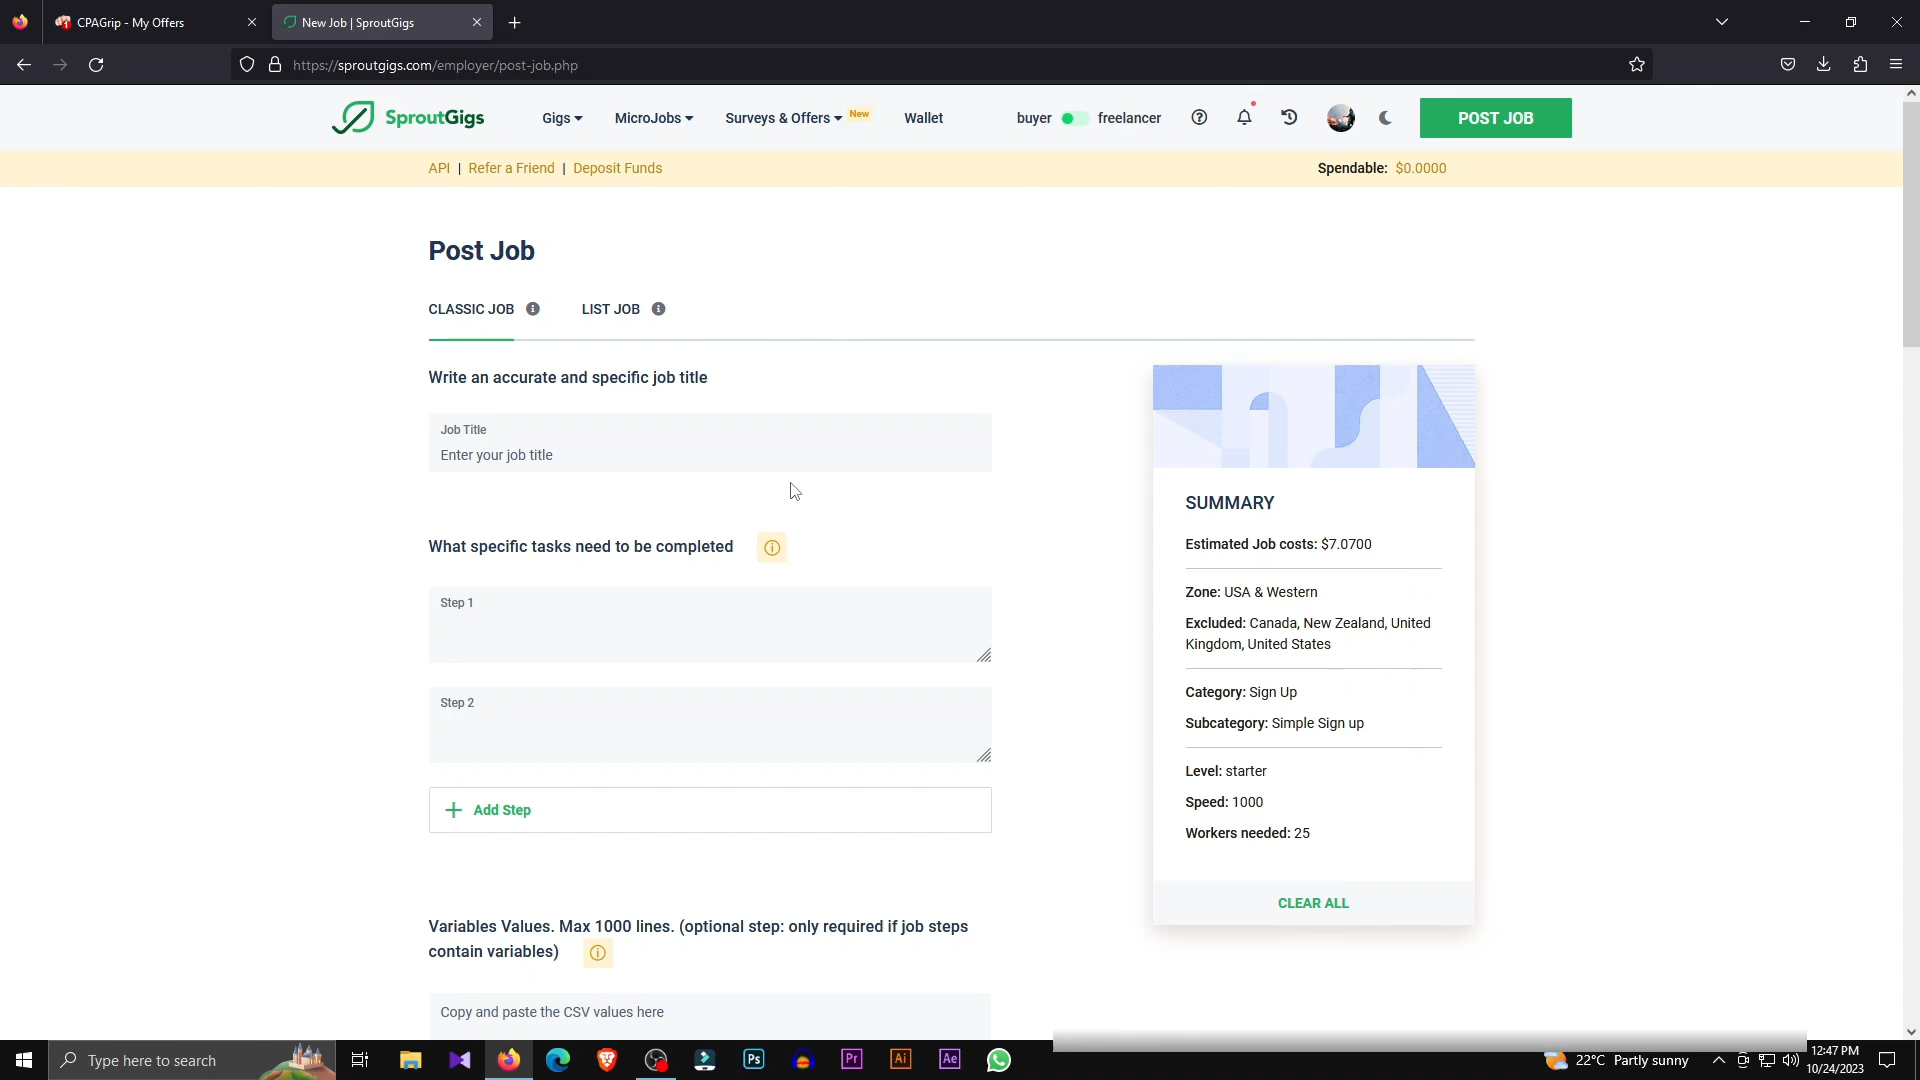 CPAGrip - My Offers
New Job | SproutGigs
https://sproutgigs.com/employer/post-job.php
SproutGigs
Gigs
MicroJobs
Surveys & Offers
New
Wallet
buyer
freelancer
POST JOB
API | Refer a Friend | Deposit Funds
Spendable: $0.0000
Post Job
CLASSIC JOB
LIST JOB
Write an accurate and specific job title
Job Title
Enter your job title
What specific tasks need to be completed
Step 1
Step 2
Add Step
Variables Values. Max 1000 lines. (optional step: only required if job steps
contain variables)
Copy and paste the CSV values here
SUMMARY
Estimated Job costs: $7.0700
Zone: USA & Western
Excluded: Canada, New Zealand, United
Kingdom, United States
Category: Sign Up
Subcategory: Simple Sign up
Level: starter
Speed: 1000
Workers needed: 25
CLEAR ALL
Type here to search
Ps
Pr
Ai
Ae
22°C Partly sunny
12:47 PM
10/24/2023